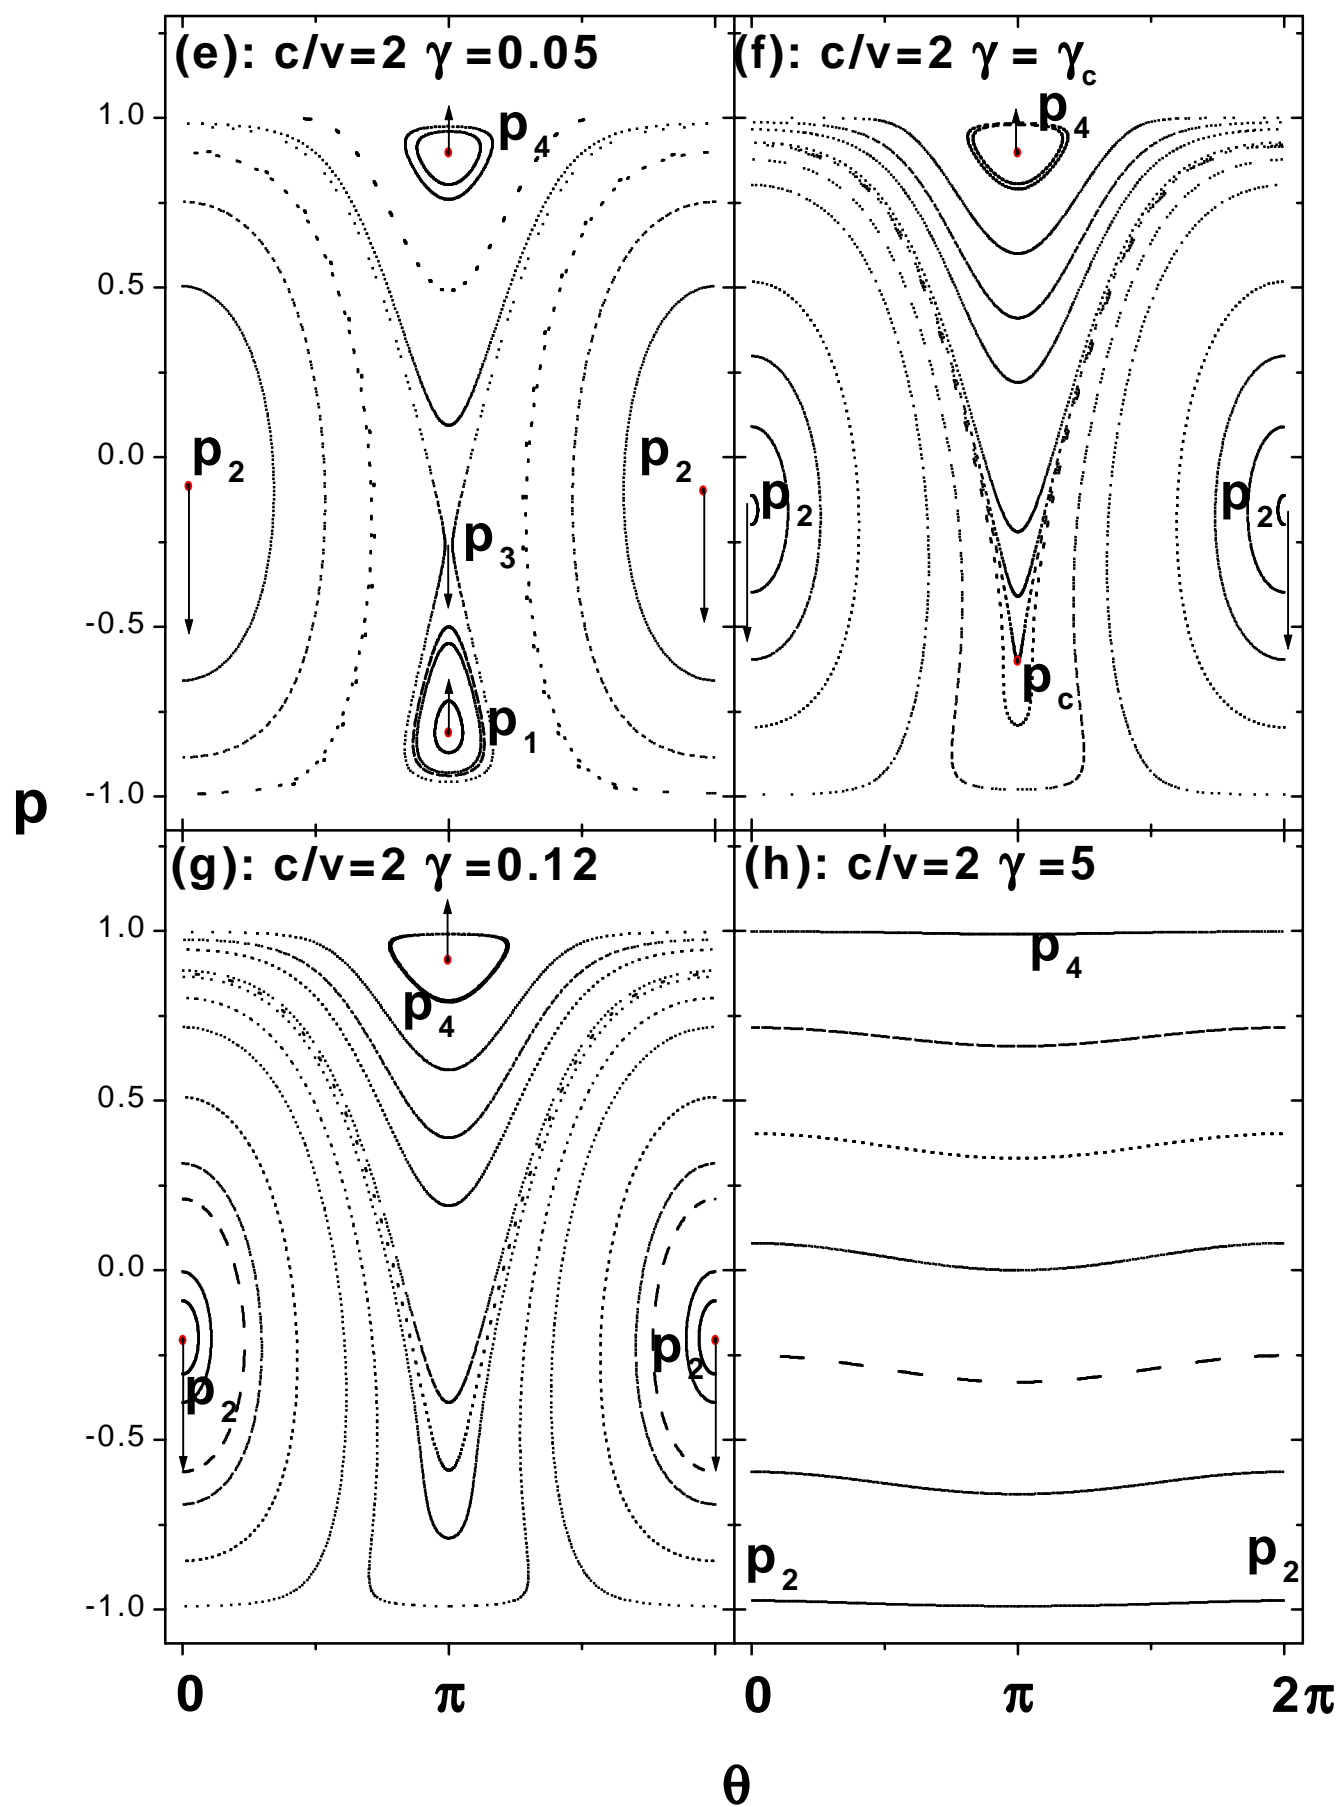 (e): c/v=2 γ=0.05
(f): c/v=2 γ = γc
p4
p4
1.0
0.5
0.0
-0.5
-1.0
p2
p2
p3
p1
p2
p2
pc
p
(g): c/v=2 γ=0.12
(h): c/v=2 γ=5
1.0
0.5
0.0
-0.5
-1.0
p4
p4
p2
p2
p2
p2
0
π
0
π
2π
θ